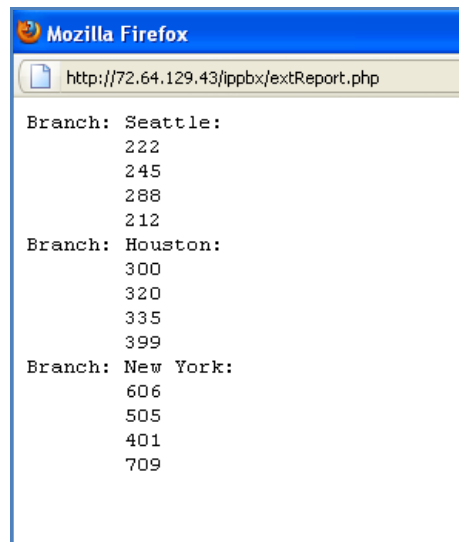 Mozilla Firefox
http://72.64.129.43/ippbx/extReport.php
Branch: Seattle:
222
245
288
212
Branch: Houston:
300
320
335
399
Branch: New York:
606
505
401
709